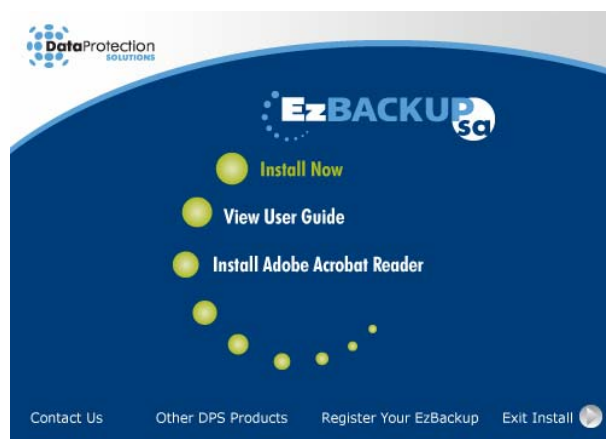 DataProtection
SOLUTIONS
EzBACKUP
sa
Install Now
View User Guide
Install Adobe Acrobat Reader
Contact Us
Other DPS Products
Register Your EzBackup
Exit Install